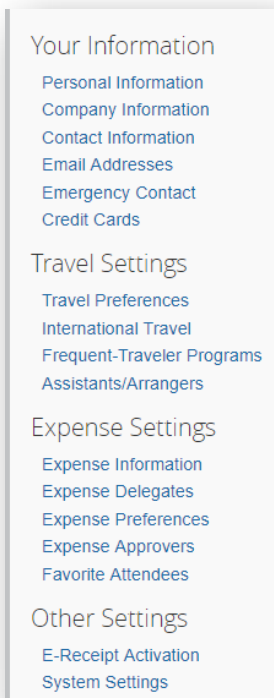 Your Information
Personal Information
Company Information
Contact Information
Email Addresses
Emergency Contact
Credit Cards
Travel Settings
Travel Preferences
International Travel
Frequent-Traveler Programs
Assistants/Arrangers
Expense Settings
Expense Information
Expense Delegates
Expense Preferences
Expense Approvers
Favorite Attendees
Other Settings
E-Receipt Activation
System Settings